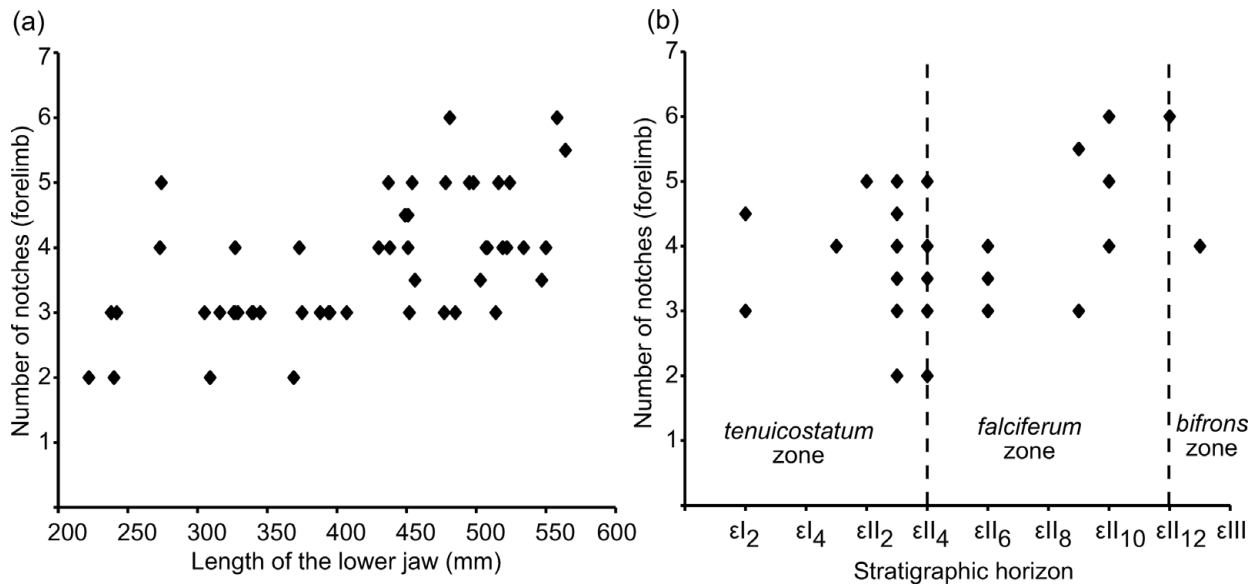 (a)
7
6
5
4
3
2
1
Number of notches (forelimb)
200 250 300 350 400 450 500 550 600
Length of the lower jaw (mm)
(b)
7
6
5
4
3
2
1
Number of notches (forelimb)
tenuicostatum
zone
falciferum
zone
bifrons
zone
εI2 εI4 εII2 εII4 εII6 εII8 εII10 εII12 εIII
Stratigraphic horizon